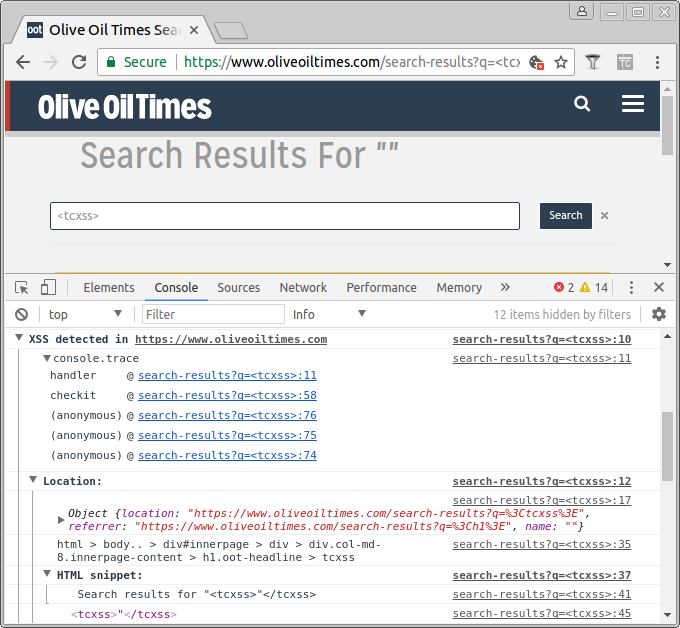 oot Olive Oil Times Sea
Secure https://www.oliveoiltimes.com/search-results?q=<tcx
TC
Olive Oil Times
Search Results For ""
<tcxss> Search ×
Elements Console Sources Network Performance Memory » 2 14
top Filter Info 12 items hidden by filters
XSS detected in https://www.oliveoiltimes.com search-results?q=<tcxss>:10
console.trace search-results?q=<tcxss>:11
handler @ search-results?q=<tcxss>:11
checkit @ search-results?q=<tcxss>:58
(anonymous) @ search-results?q=<tcxss>:76
(anonymous) @ search-results?q=<tcxss>:75
(anonymous) @ search-results?q=<tcxss>:74
Location: search-results?q=<tcxss>:12
search-results?q=<tcxss>:17
Object {location: "https://www.oliveoiltimes.com/search-results?q=%3Ctcxss%3E",
referrer: "https://www.oliveoiltimes.com/search-results?q=%3Ch1%3E", name: ""}
html > body.. > div#innerpage > div > div.col-md- search-results?q=<tcxss>:35
8.innerpage-content > h1.oot-headline > tcxss
HTML snippet: search-results?q=<tcxss>:37
Search results for "<tcxss>"</tcxss> search-results?q=<tcxss>:41
<tcxss>"</tcxss> search-results?q=<tcxss>:45